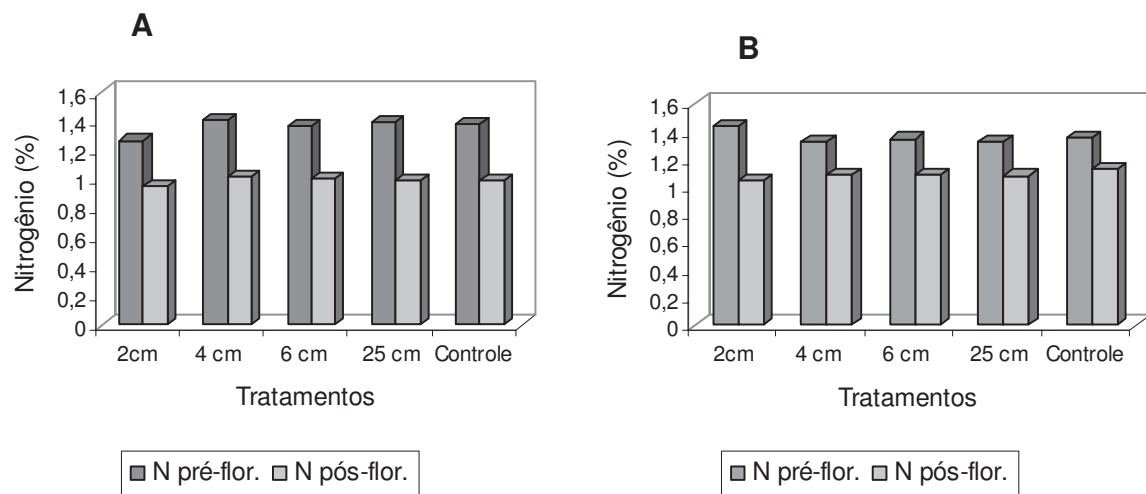 A
Nitrogênio (%)
1,6
1,4
1,2
1
0,8
0,6
0,4
0,2
0
2cm 4 cm 6 cm 25 cm Controle
Tratamentos
N pré-flor. N pós-flor.
B
Nitrogênio (%)
1,6
1,4
1,2
1
0,8
0,6
0,4
0,2
0
2cm 4 cm 6 cm 25 cm Controle
Tratamentos
N pré-flor. N pós-flor.